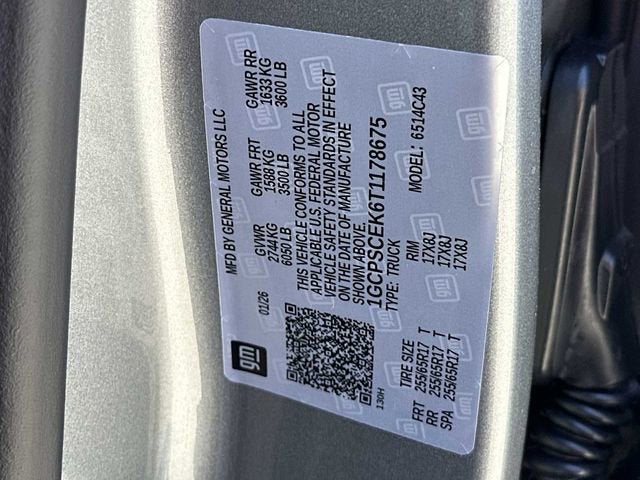 gm
MFD BY GENERAL MOTORS LLC
01/26
GVWR GAWR FRT GAWR RR
2744 KG 1588 KG 1633 KG
6050 LB 3500 LB 3600 LB
THIS VEHICLE CONFORMS TO ALL
APPLICABLE U.S. FEDERAL MOTOR
VEHICLE SAFETY STANDARDS IN EFFECT
ON THE DATE OF MANUFACTURE
SHOWN ABOVE.
1GCPSCEK6T1178675
TYPE: TRUCK MODEL: 6514C43
130H
TIRE SIZE RIM
FRT 255/65R17 T 17X8J
RR 255/65R17 T 17X8J
SPA 255/65R17 T 17X8J